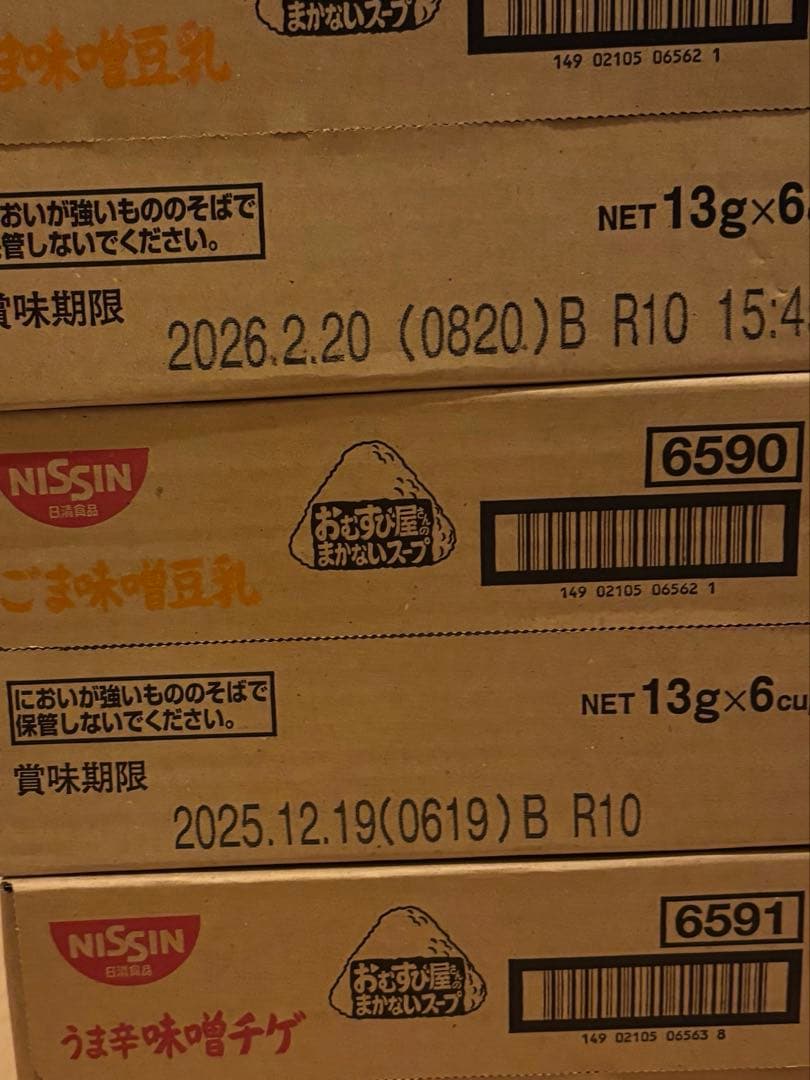 まかないスープ
ま味噌豆乳
149 02105 06562 1
おいが強いもののそばで
保管しないでください。
NET 13g×6
賞味期限
2026.2.20 (0820)B R10 15:4
NISSIN
日清食品
おむすび屋さんの
まかないスープ
6590
149 02105 06562 1
ごま味噌豆乳
においが強いもののそばで
保管しないでください。
NET 13g×6cu
賞味期限
2025.12.19(0619)B R10
NISSIN
日清食品
おむすび屋さんの
まかないスープ
6591
149 02105 06563 8
うま辛味噌チゲ